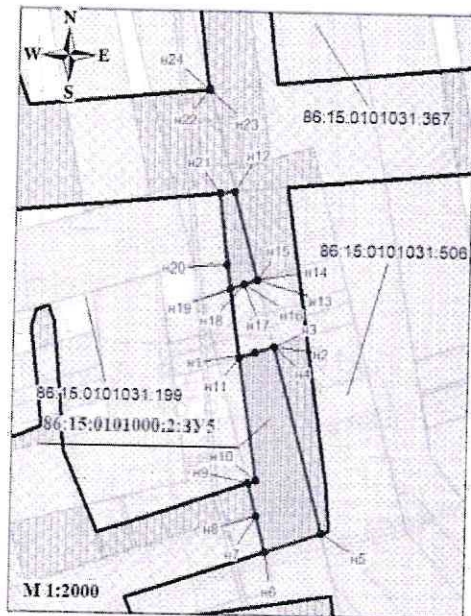 N
W E
S
н24
н22
н23
86:15.0101031:367
н21
н12
86:15.0101031:506
н20
н15
н14
н19
н13
н18
н16
н17
н3
н1
н2
н11
н4
86:15.0101031:199
86:15:0101000:2:ЗУ5
н10
н9
н8
н7
н5
н6
М 1:2000